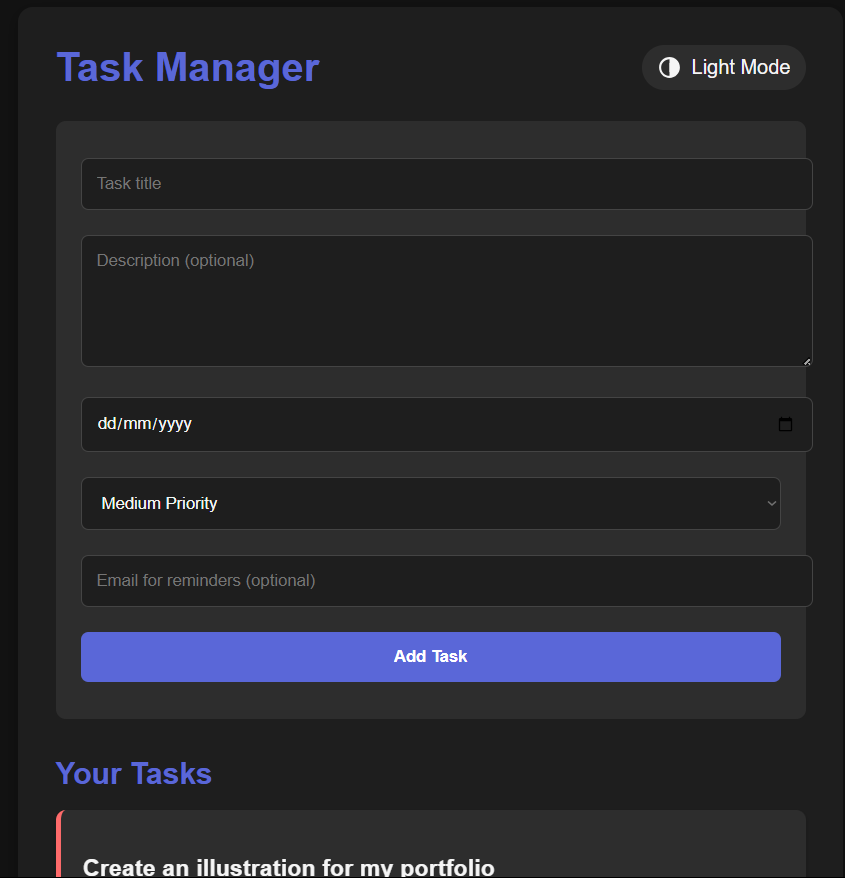 Task Manager
Light Mode
Task title
Description (optional)
dd/mm/yyyy
Medium Priority
Email for reminders (optional)
Add Task
Your Tasks
Create an illustration for my portfolio